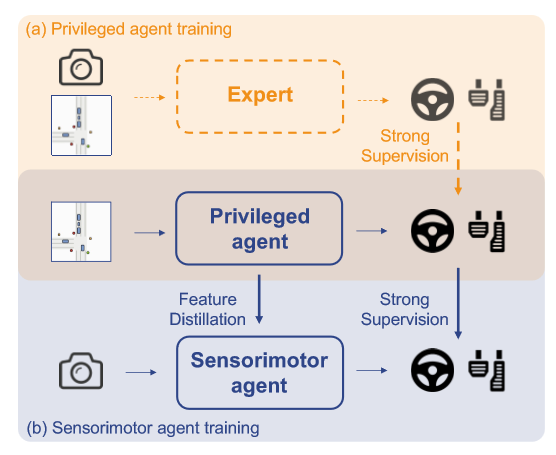 (a) Privileged agent training
Expert
Strong
Supervision
Privileged
agent
Feature
Distillation
Strong
Supervision
Sensorimotor
agent
(b) Sensorimotor agent training